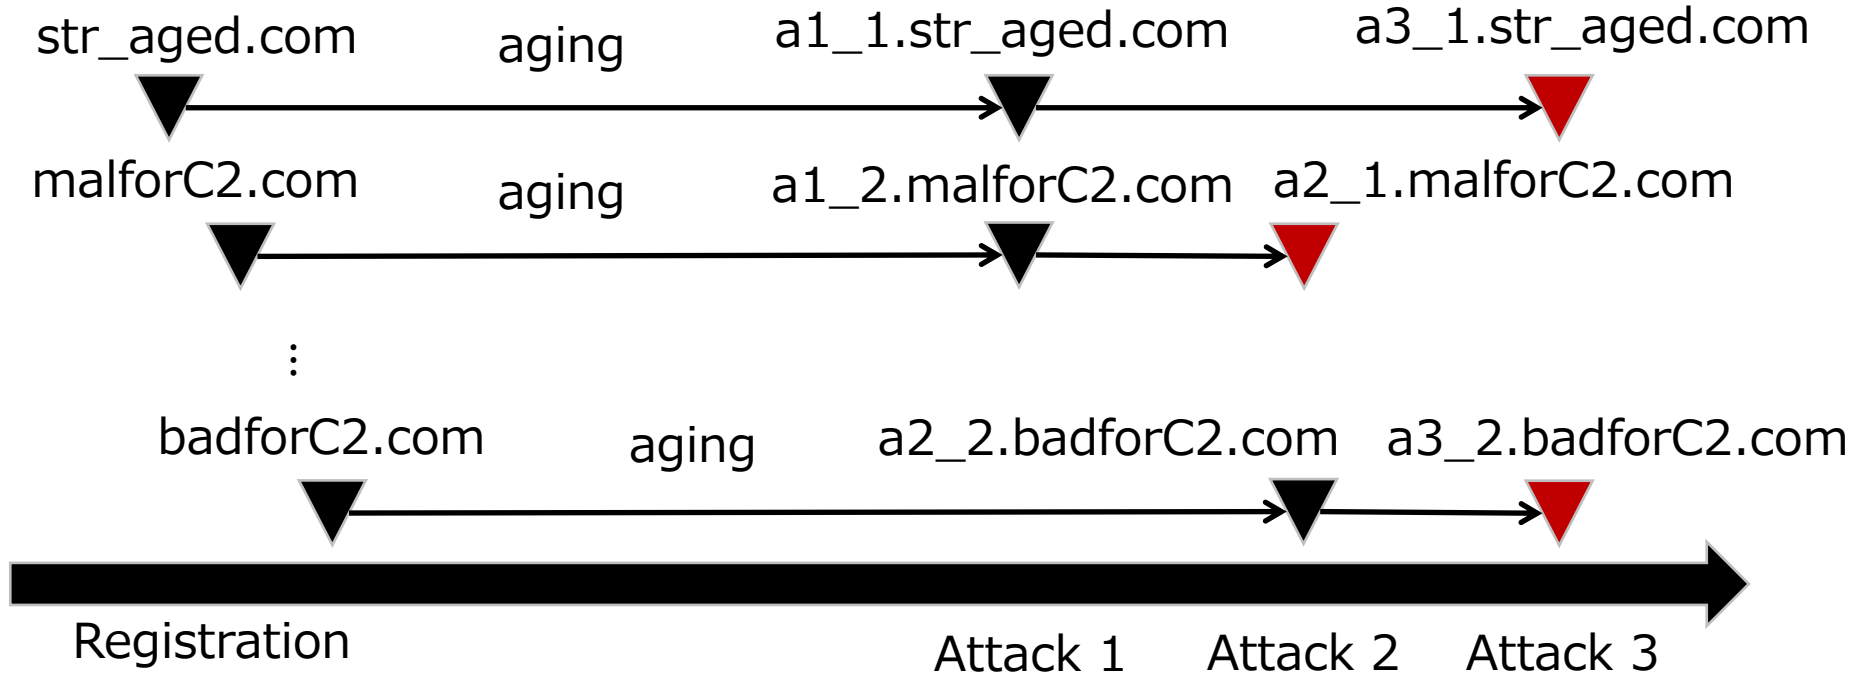 str_aged.com aging a1_1.str_aged.com a3_1.str_aged.com
malforC2.com aging a1_2.malforC2.com a2_1.malforC2.com
⋮
badforC2.com aging a2_2.badforC2.com a3_2.badforC2.com
Registration Attack 1 Attack 2 Attack 3